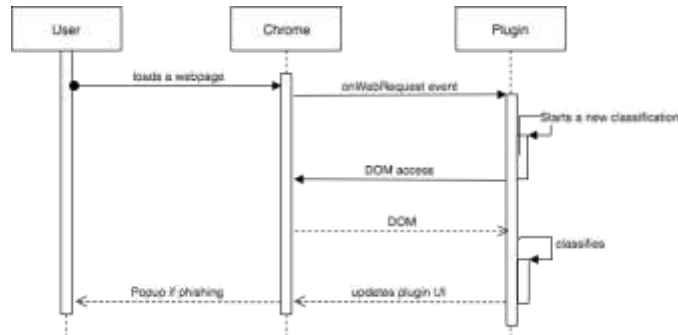 User
Chrome
Plugin
loads a webpage
onWebRequest event
Starts a new classification
DOM access
DOM
classifies
Popup if phishing
updates plugin UI